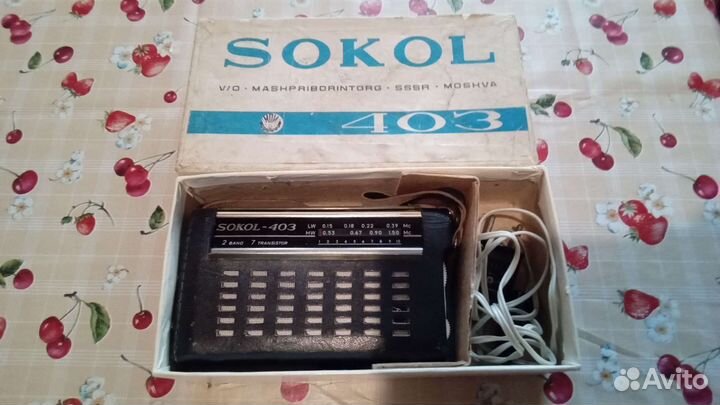 SOKOL
V/O · MASHPRIBORINTORG · SSSR · MOSKVA
403
SOKOL-403
LW 0.15 0.18 0.22 0.39 Mc
MW 0.53 0.67 0.90 1.50 Mc
2 BAND 7 TRANSISTOR
1 2 3 4 5 6 7 8 9 10
Avito